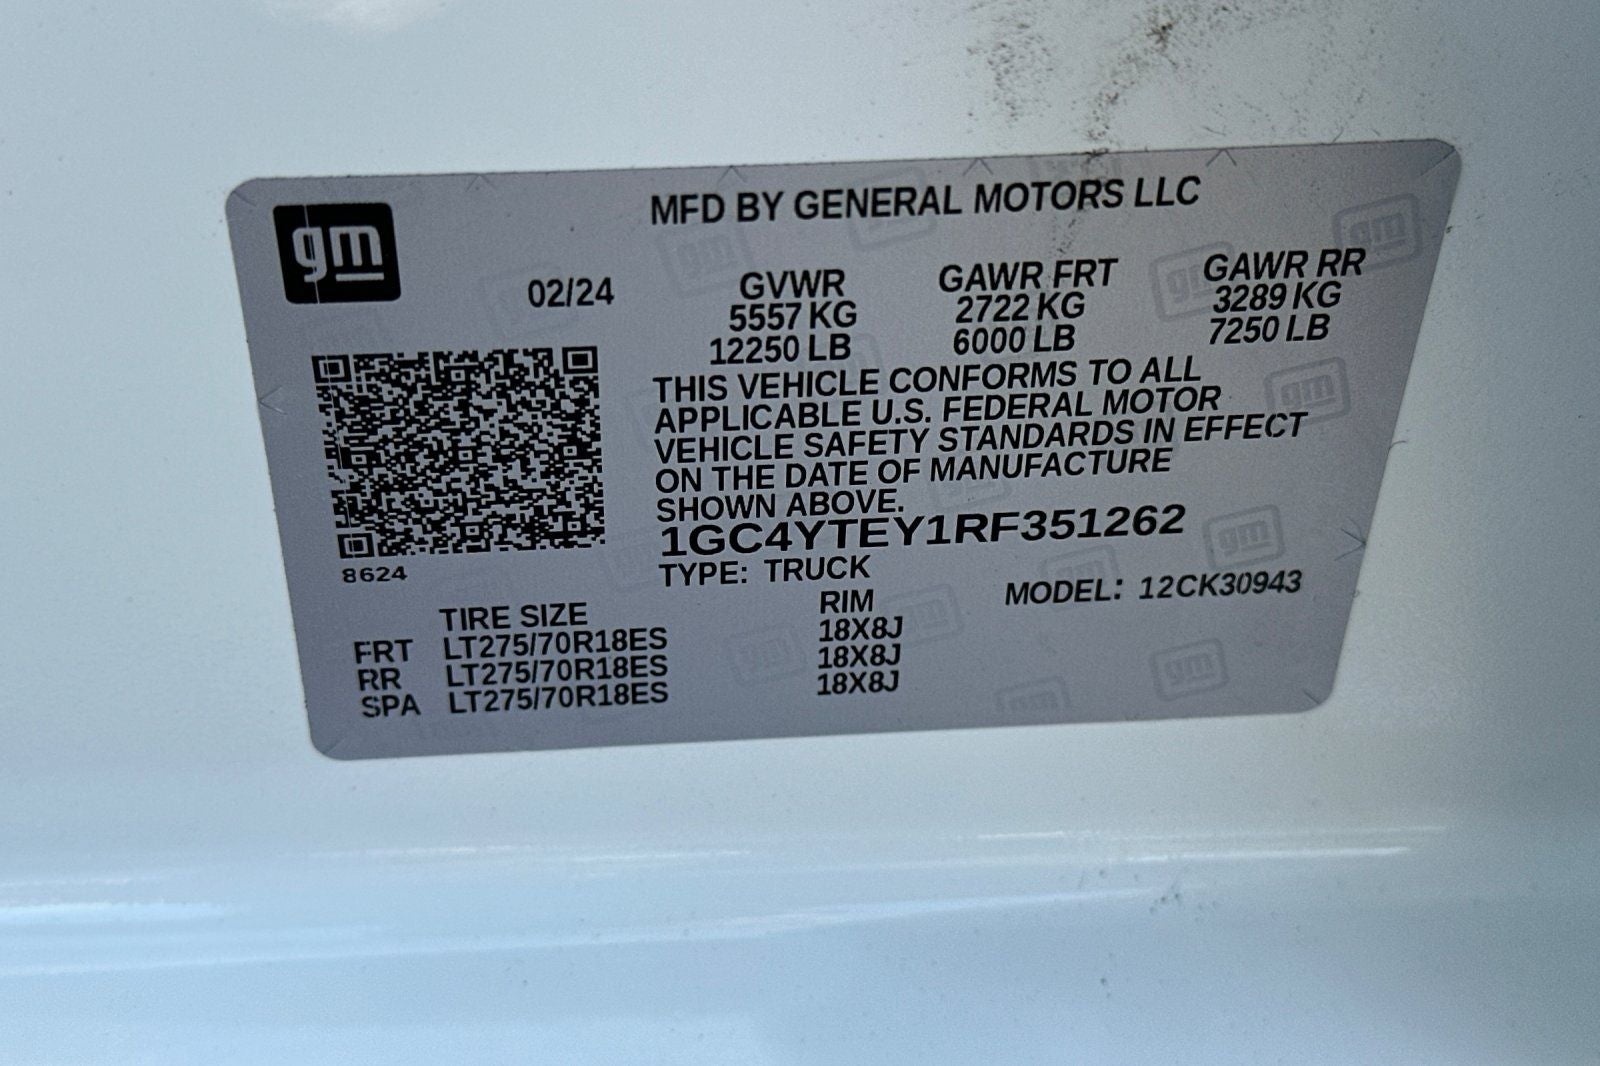 gm
MFD BY GENERAL MOTORS LLC
02/24
GVWR GAWR FRT GAWR RR
5557 KG 2722 KG 3289 KG
12250 LB 6000 LB 7250 LB
THIS VEHICLE CONFORMS TO ALL
APPLICABLE U.S. FEDERAL MOTOR
VEHICLE SAFETY STANDARDS IN EFFECT
ON THE DATE OF MANUFACTURE
SHOWN ABOVE.
1GC4YTEY1RF351262
8624
TYPE: TRUCK MODEL: 12CK30943
TIRE SIZE RIM
FRT LT275/70R18ES 18X8J
RR LT275/70R18ES 18X8J
SPA LT275/70R18ES 18X8J